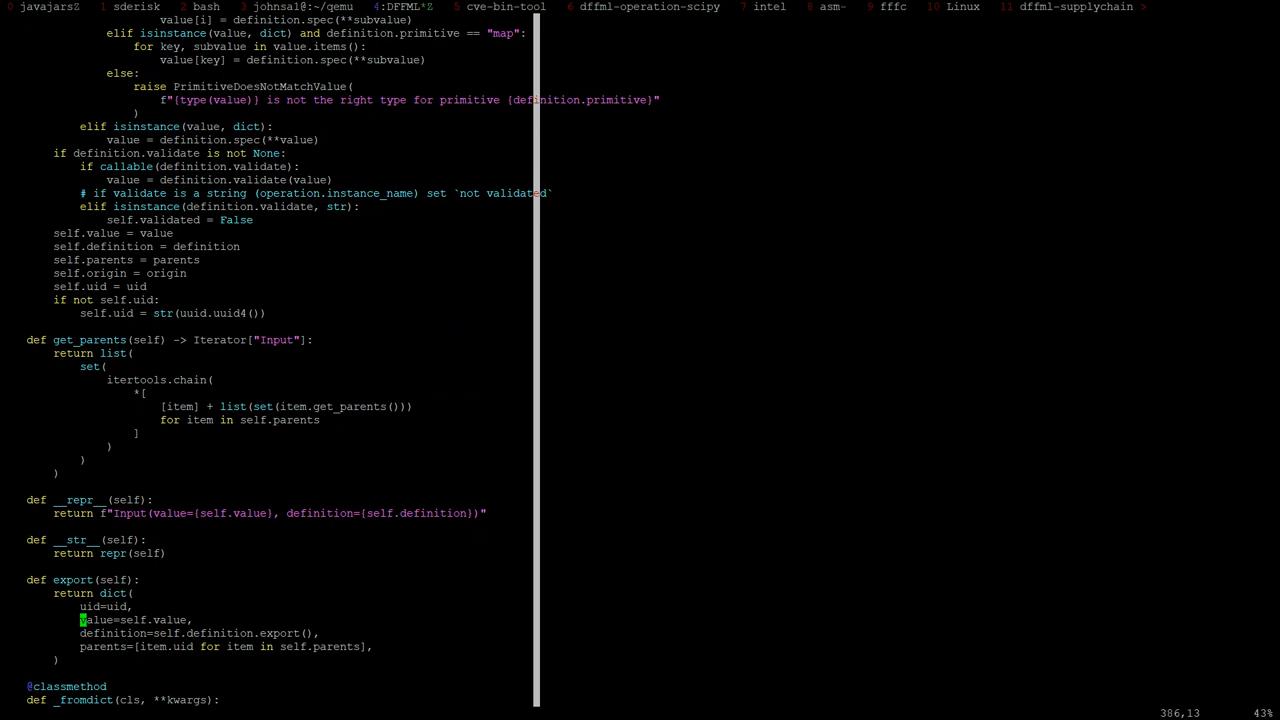 0 javajarsZ 1 sderisk 2 bash 3 johnsa1@:~/qemu 4:DFFML*Z 5 cve-bin-tool 6 dffml-operation-scipy 7 intel 8 asm- 9 fffc 10 Linux 11 dffml-supplychain >
value[i] = definition.spec(**subvalue)
elif isinstance(value, dict) and definition.primitive == "map":
for key, subvalue in value.items():
value[key] = definition.spec(**subvalue)
else:
raise PrimitiveDoesNotMatchValue(
f"{type(value)} is not the right type for primitive {definition.primitive}"
)
elif isinstance(value, dict):
value = definition.spec(**value)
if definition.validate is not None:
if callable(definition.validate):
value = definition.validate(value)
# if validate is a string (operation.instance_name) set `not validated`
elif isinstance(definition.validate, str):
self.validated = False
self.value = value
self.definition = definition
self.parents = parents
self.origin = origin
self.uid = uid
if not self.uid:
self.uid = str(uuid.uuid4())
def get_parents(self) -> Iterator["Input"]:
return list(
set(
itertools.chain(
*[
[item] + list(set(item.get_parents()))
for item in self.parents
]
)
)
)
def __repr__(self):
return f"Input(value={self.value}, definition={self.definition})"
def __str__(self):
return repr(self)
def export(self):
return dict(
uid=uid,
value=self.value,
definition=self.definition.export(),
parents=[item.uid for item in self.parents],
)
@classmethod
def _fromdict(cls, **kwargs):
386,13 43%